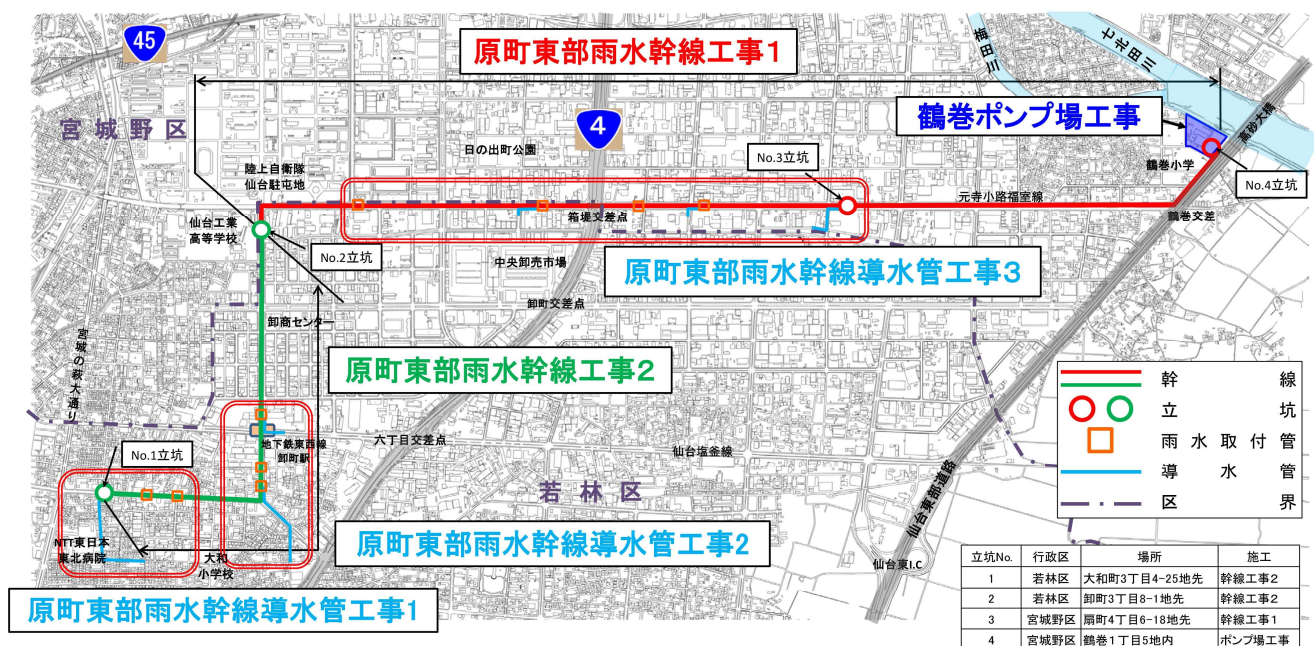 45
原町東部雨水幹線工事1
三田堀
七北田川
宮城野区
4
鶴巻ポンプ場工事
高砂大橋
日の出町公園
No.3立坑
陸上自衛隊
仙台駐屯地
鶴巻小学
No.4立坑
元寺小路福室線
箱堤交差点
鶴巻交差
仙台工業
高等学校
No.2立坑
中央卸売市場
原町東部雨水幹線導水管工事3
卸町交差点
卸商センター
宮城の萩大通り
原町東部雨水幹線工事2
幹線
立坑
雨水取付管
導水管
区界
地下鉄東西線
卸町駅
六丁目交差点
仙台塩釜線
No.1立坑
若林区
仙台東部道路
NTT東日本
東北病院
大和
小学校
原町東部雨水幹線導水管工事2
仙台東I.C
原町東部雨水幹線導水管工事1
立坑No. 行政区 場所 施工
1 若林区 大和町3丁目4-25地先 幹線工事2
2 若林区 卸町3丁目8-1地先 幹線工事2
3 宮城野区 扇町4丁目6-18地先 幹線工事1
4 宮城野区 鶴巻1丁目5地内 ポンプ場工事